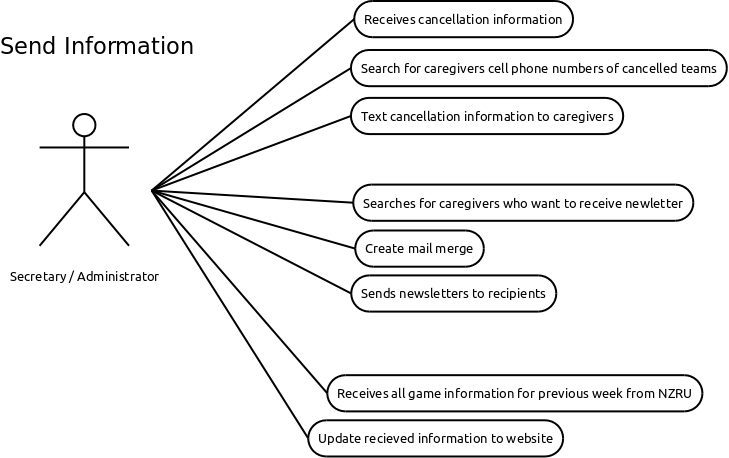 Send Information
Receives cancellation information
Search for caregivers cell phone numbers of cancelled teams
Text cancellation information to caregivers
Searches for caregivers who want to receive newletter
Create mail merge
Secretary / Administrator
Sends newsletters to recipients
Receives all game information for previous week from NZRU
Update recieved information to website